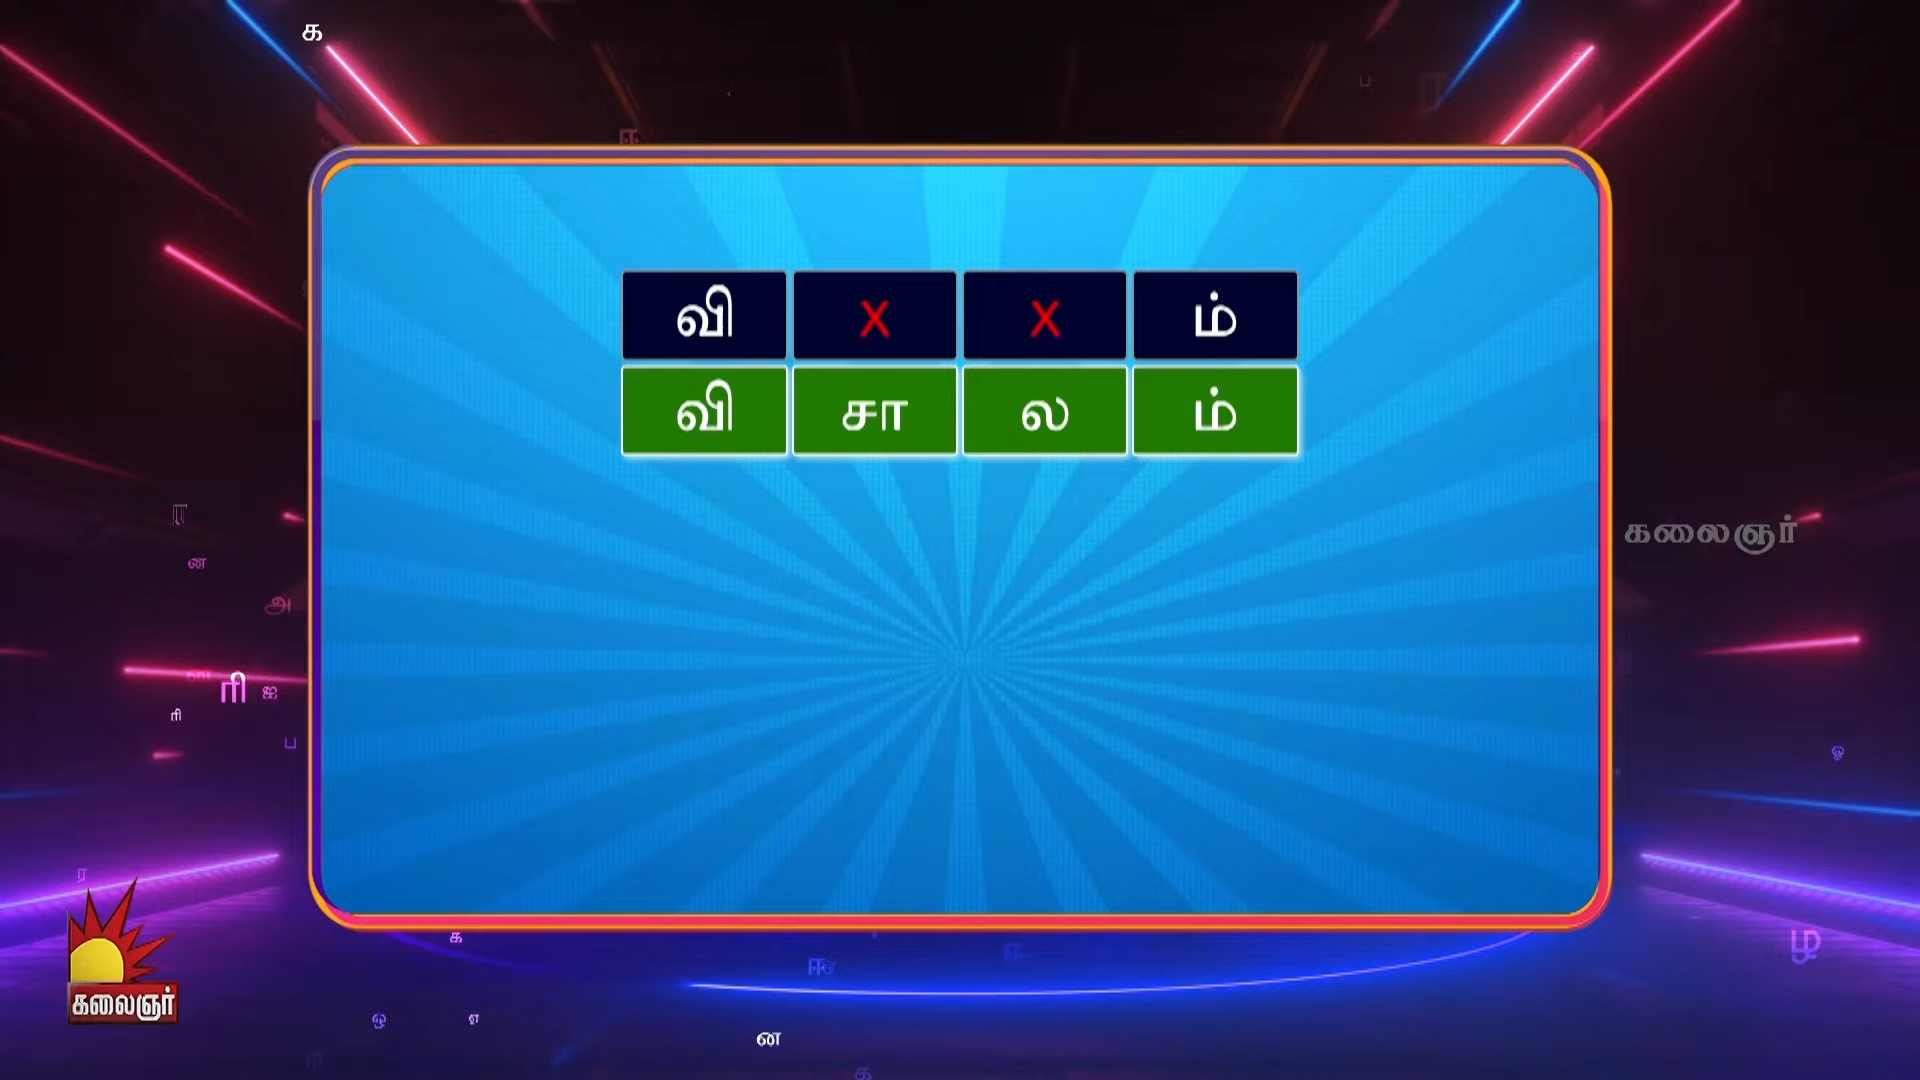 வி X X ம்
வி சா ல ம்
கலைஞர்
கலைஞர்